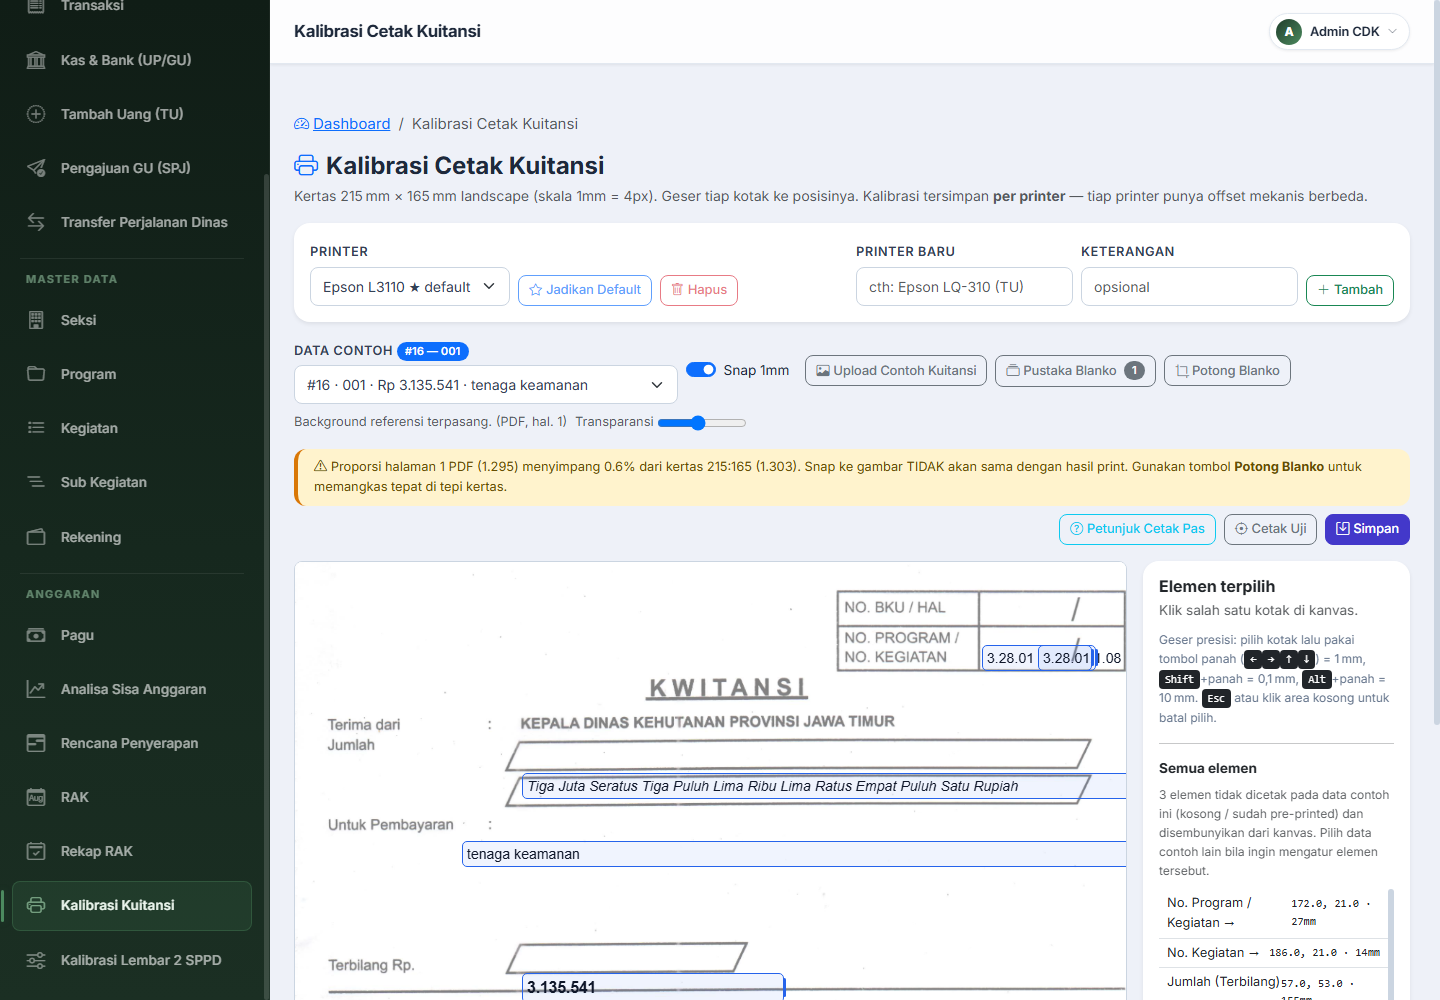 Transaksi
Kas & Bank (UP/GU)
Tambah Uang (TU)
Pengajuan GU (SPJ)
Transfer Perjalanan Dinas
MASTER DATA
Seksi
Program
Kegiatan
Sub Kegiatan
Rekening
ANGGARAN
Pagu
Analisa Sisa Anggaran
Rencana Penyerapan
Aug
RAK
Rekap RAK
Kalibrasi Kuitansi
Kalibrasi Lembar 2 SPPD
Kalibrasi Cetak Kuitansi
A Admin CDK
Dashboard / Kalibrasi Cetak Kuitansi
Kalibrasi Cetak Kuitansi
Kertas 215 mm × 165 mm landscape (skala 1mm = 4px). Geser tiap kotak ke posisinya. Kalibrasi tersimpan per printer — tiap printer punya offset mekanis berbeda.
PRINTER
Epson L3110 ★ default
Jadikan Default
Hapus
PRINTER BARU
cth: Epson LQ-310 (TU)
KETERANGAN
opsional
+ Tambah
DATA CONTOH #16 — 001
#16 · 001 · Rp 3.135.541 · tenaga keamanan
Snap 1mm
Upload Contoh Kuitansi
Pustaka Blanko 1
Potong Blanko
Background referensi terpasang. (PDF, hal. 1) Transparansi
Proporsi halaman 1 PDF (1.295) menyimpang 0.6% dari kertas 215:165 (1.303). Snap ke gambar TIDAK akan sama dengan hasil print. Gunakan tombol Potong Blanko untuk
memangkas tepat di tepi kertas.
Petunjuk Cetak Pas
Cetak Uji
Simpan
NO. BKU / HAL /
NO. PROGRAM / /
NO. KEGIATAN 3.28.01 3.28.01 1.08
KWITANSI
Terima dari : KEPALA DINAS KEHUTANAN PROVINSI JAWA TIMUR
Jumlah
Tiga Juta Seratus Tiga Puluh Lima Ribu Lima Ratus Empat Puluh Satu Rupiah
Untuk Pembayaran :
tenaga keamanan
Terbilang Rp.
3.135.541
Elemen terpilih
Klik salah satu kotak di kanvas.
Geser presisi: pilih kotak lalu pakai
tombol panah (← → ↑ ↓) = 1 mm,
Shift+panah = 0,1 mm, Alt+panah =
10 mm. Esc atau klik area kosong untuk
batal pilih.
Semua elemen
3 elemen tidak dicetak pada data contoh
ini (kosong / sudah pre-printed) dan
disembunyikan dari kanvas. Pilih data
contoh lain bila ingin mengatur elemen
tersebut.
No. Program / Kegiatan → 172.0, 21.0 · 27mm
No. Kegiatan → 186.0, 21.0 · 14mm
Jumlah (Terbilang) 57.0, 53.0 ·